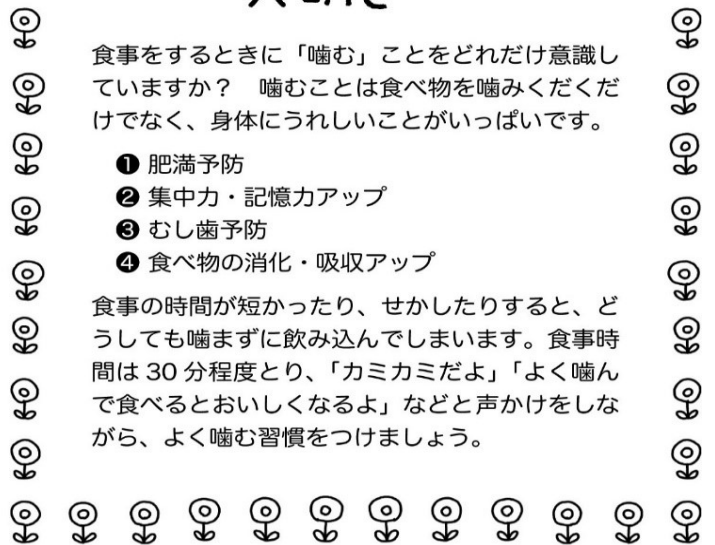 食事をするときに「噛む」ことをどれだけ意識し
ていますか？　噛むことは食べ物を噛みくだくだ
けでなく、身体にうれしいことがいっぱいです。
❶ 肥満予防
❷ 集中力・記憶力アップ
❸ むし歯予防
❹ 食べ物の消化・吸収アップ
食事の時間が短かったり、せかしたりすると、ど
うしても噛まずに飲み込んでしまいます。食事時
間は 30 分程度とり、「カミカミだよ」「よく噛ん
で食べるとおいしくなるよ」などと声かけをしな
がら、よく噛む習慣をつけましょう。